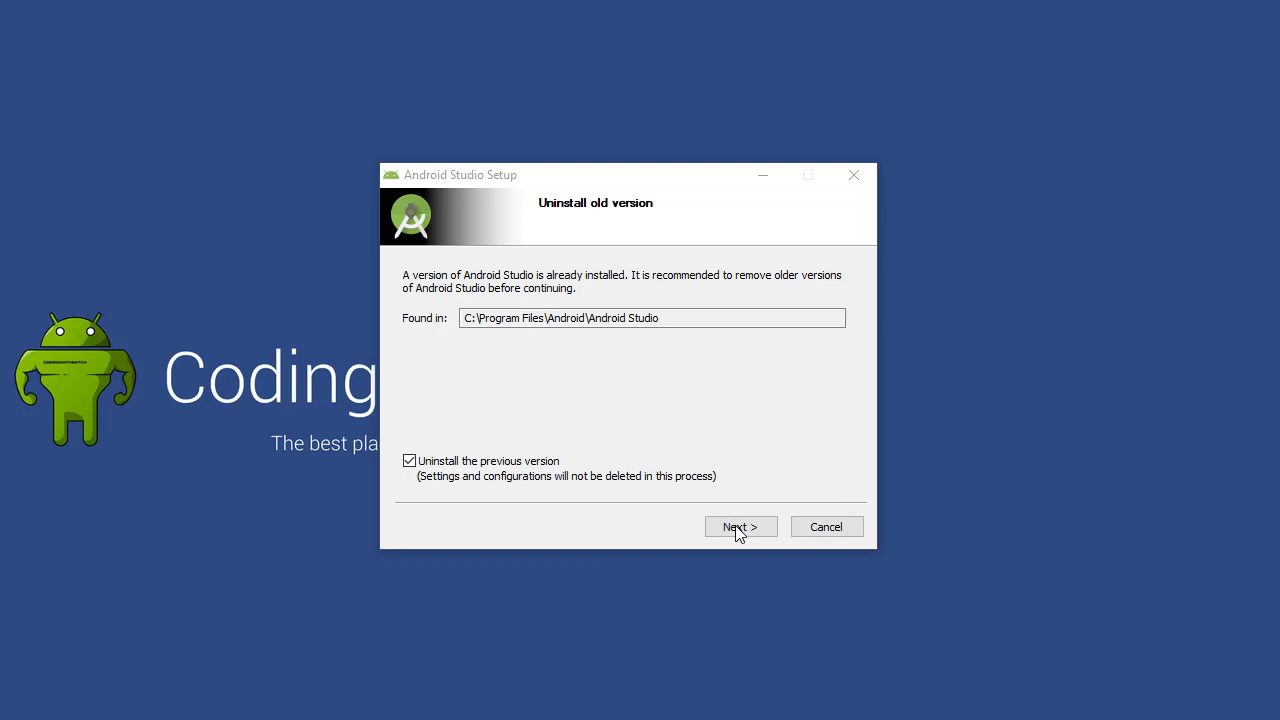 Android Studio Setup
Uninstall old version
A version of Android Studio is already installed. It is recommended to remove older versions
of Android Studio before continuing.
Found in: C:\Program Files\Android\Android Studio
CODINGWITHMITCH
Coding
The best pla
Uninstall the previous version
(Settings and configurations will not be deleted in this process)
Next > Cancel